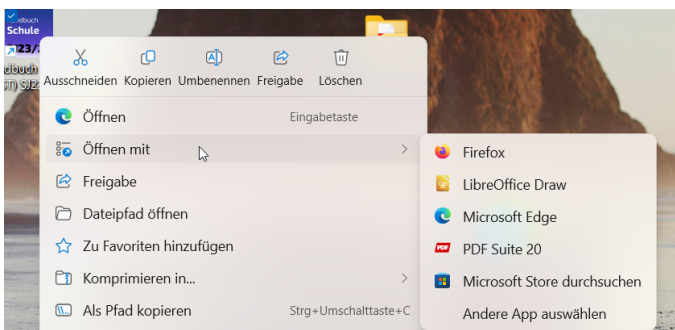 Schule
23/
Ausschneiden Kopieren Umbenennen Freigabe Löschen
Öffnen Eingabetaste
Öffnen mit
Freigabe
Dateipfad öffnen
Zu Favoriten hinzufügen
Komprimieren in...
Als Pfad kopieren Strg+Umschalttaste+C
Firefox
LibreOffice Draw
Microsoft Edge
PDF Suite 20
Microsoft Store durchsuchen
Andere App auswählen